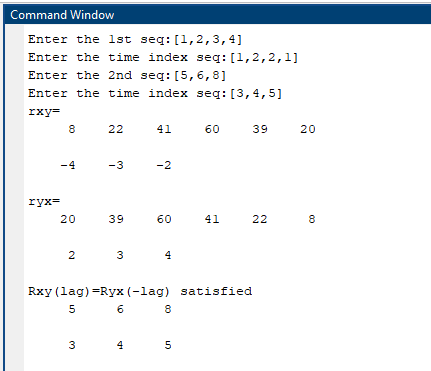 Command Window
Enter the 1st seq:[1,2,3,4]
Enter the time index seq:[1,2,2,1]
Enter the 2nd seq:[5,6,8]
Enter the time index seq:[3,4,5]
rxy=
8 22 41 60 39 20
-4 -3 -2
ryx=
20 39 60 41 22 8
2 3 4
Rxy(lag)=Ryx(-lag) satisfied
5 6 8
3 4 5